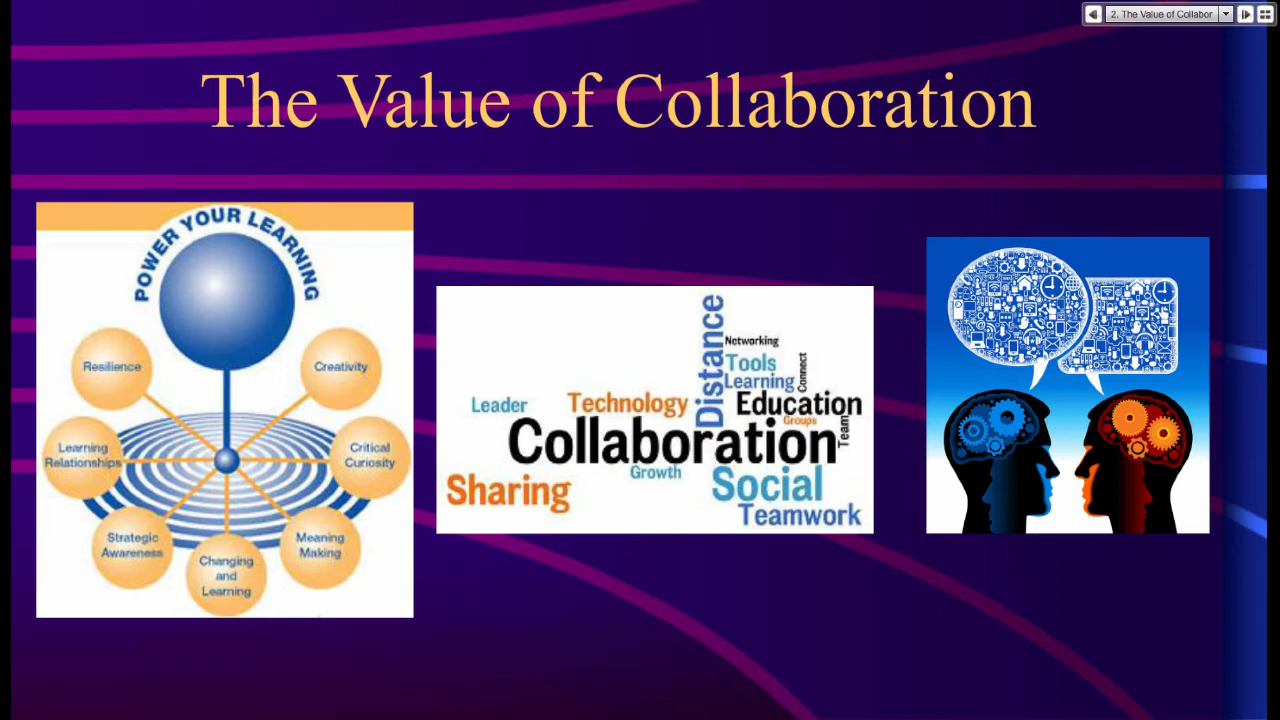 2. The Value of Collabor
The Value of Collaboration
POWER YOUR LEARNING
Resilience
Creativity
Learning
Relationships
Critical
Curiosity
Strategic
Awareness
Meaning
Making
Changing
and
Learning
Distance
Networking
Tools
Connect
Learning
Leader
Technology
Education
Groups
Team
Collaboration
Growth
Sharing
Social
Teamwork